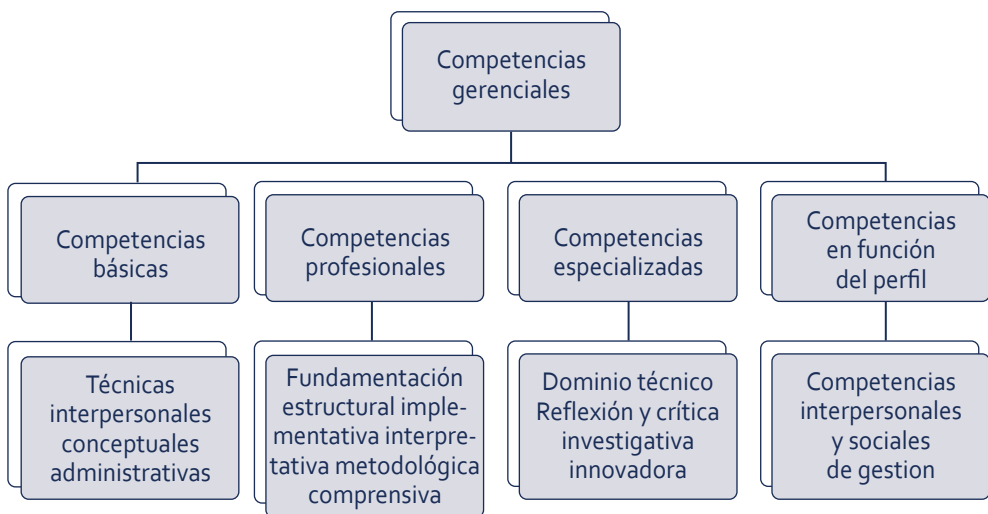 Competencias
gerenciales
Competencias
básicas
Competencias
profesionales
Competencias
especializadas
Competencias
en función
del perfil
Técnicas
interpersonales
conceptuales
administrativas
Fundamentación
estructural imple-
mentativa interpre-
tativa metodológica
comprensiva
Dominio técnico
Reflexión y crítica
investigativa
innovadora
Competencias
interpersonales
y sociales
de gestion